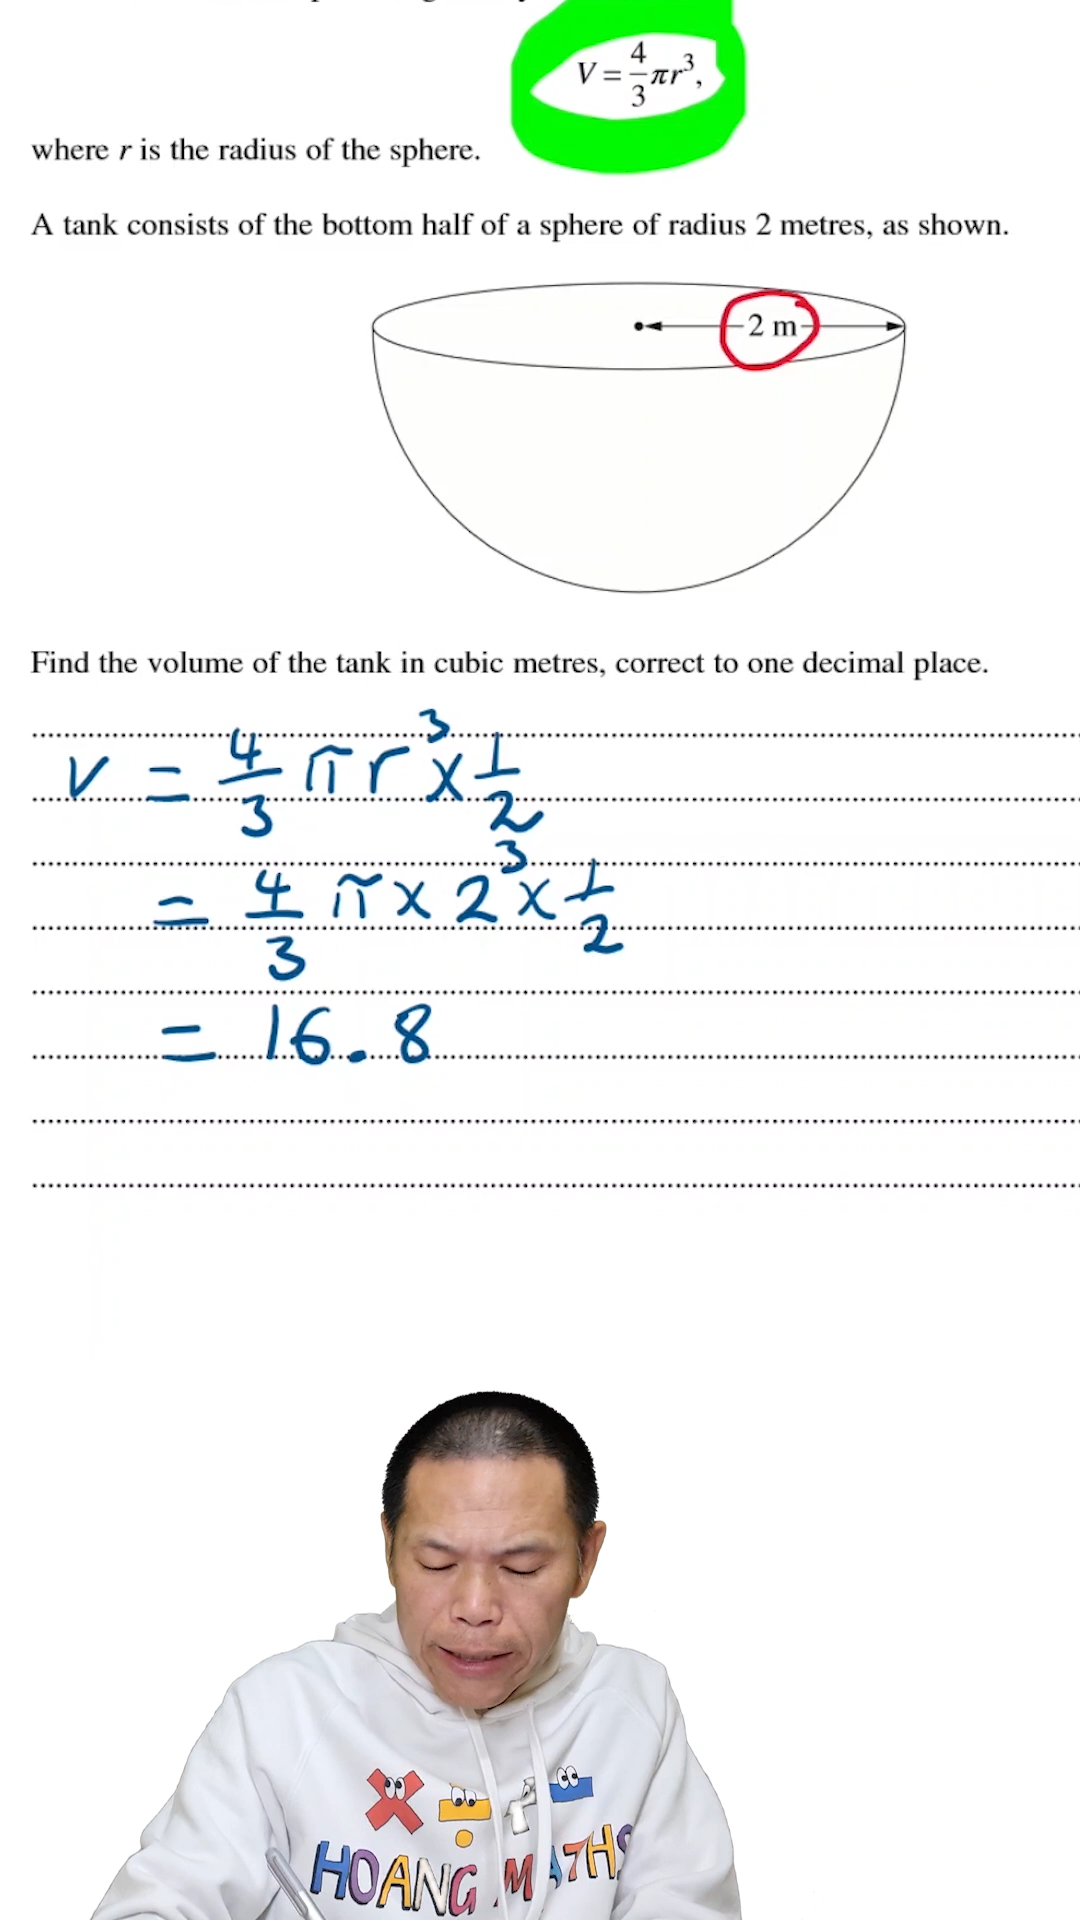 V = 4/3 πr³,
where r is the radius of the sphere.
A tank consists of the bottom half of a sphere of radius 2 metres, as shown.
2 m
Find the volume of the tank in cubic metres, correct to one decimal place.
V = 4/3 π r³ × 1/2
= 4/3 π × 2³ × 1/2
= 16.8
HOANG MATHS